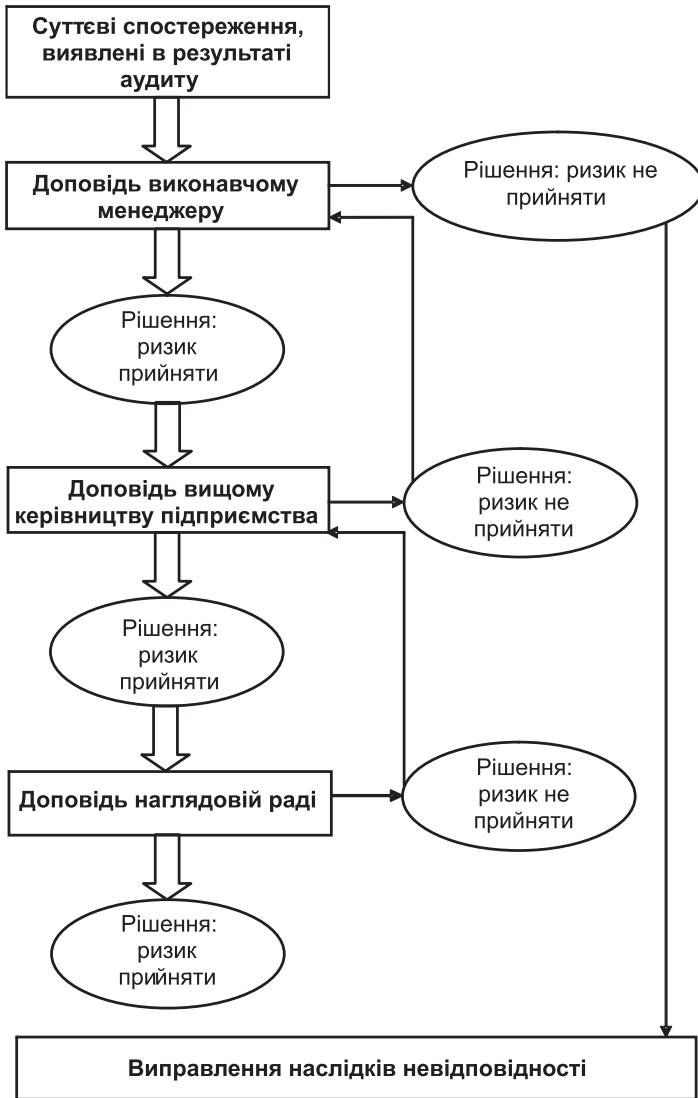 Суттєві спостереження,
виявлені в результаті
аудиту
Доповідь виконавчому
менеджеру
Рішення: ризик не
прийняти
Рішення:
ризик
прийняти
Доповідь вищому
керівництву підприємства
Рішення:
ризик не
прийняти
Рішення:
ризик
прийняти
Доповідь наглядовій раді
Рішення:
ризик не
прийняти
Рішення:
ризик
прийняти
Виправлення наслідків невідповідності